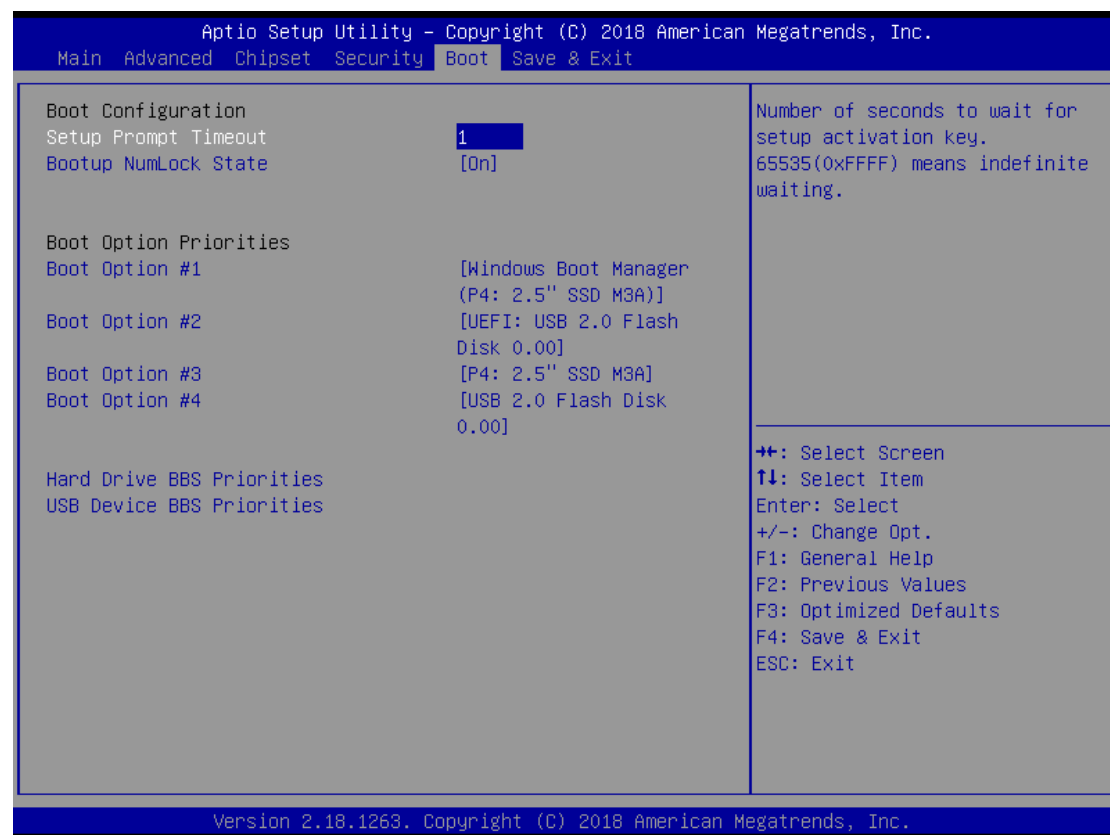 Aptio Setup Utility – Copyright (C) 2018 American Megatrends, Inc.
Main Advanced Chipset Security Boot Save & Exit
Boot Configuration
Setup Prompt Timeout 1
Bootup NumLock State [On]
Boot Option Priorities
Boot Option #1 [Windows Boot Manager
(P4: 2.5'' SSD M3A)]
Boot Option #2 [UEFI: USB 2.0 Flash
Disk 0.00]
Boot Option #3 [P4: 2.5'' SSD M3A]
Boot Option #4 [USB 2.0 Flash Disk
0.00]
Hard Drive BBS Priorities
USB Device BBS Priorities
Number of seconds to wait for
setup activation key.
65535(0xFFFF) means indefinite
waiting.
→←: Select Screen
↑↓: Select Item
Enter: Select
+/-: Change Opt.
F1: General Help
F2: Previous Values
F3: Optimized Defaults
F4: Save & Exit
ESC: Exit
Version 2.18.1263. Copyright (C) 2018 American Megatrends, Inc.